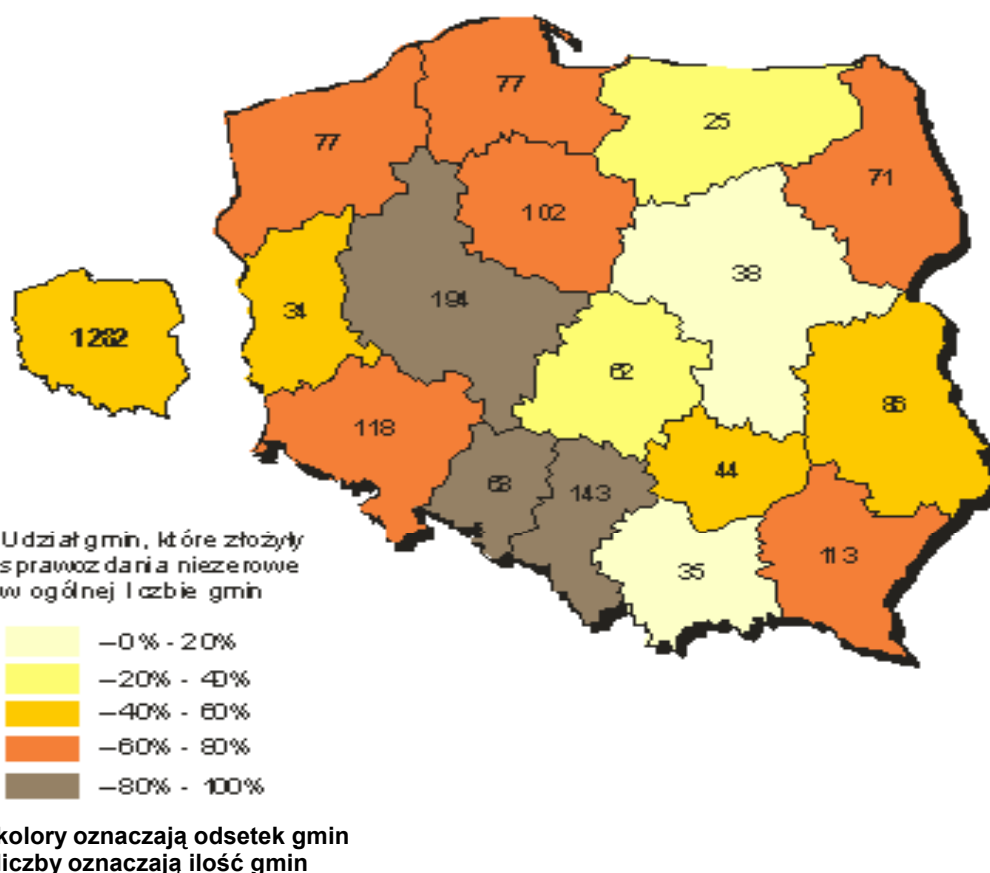 77
77
25
71
102
38
194
34
1282
62
86
118
44
68
143
113
35
Udział gmin, które złożyły
sprawozdania niezerowe
w ogólnej liczbie gmin
—0% - 20%
—20% - 40%
—40% - 60%
—60% - 80%
—80% - 100%
kolory oznaczają odsetek gmin
liczby oznaczają ilość gmin